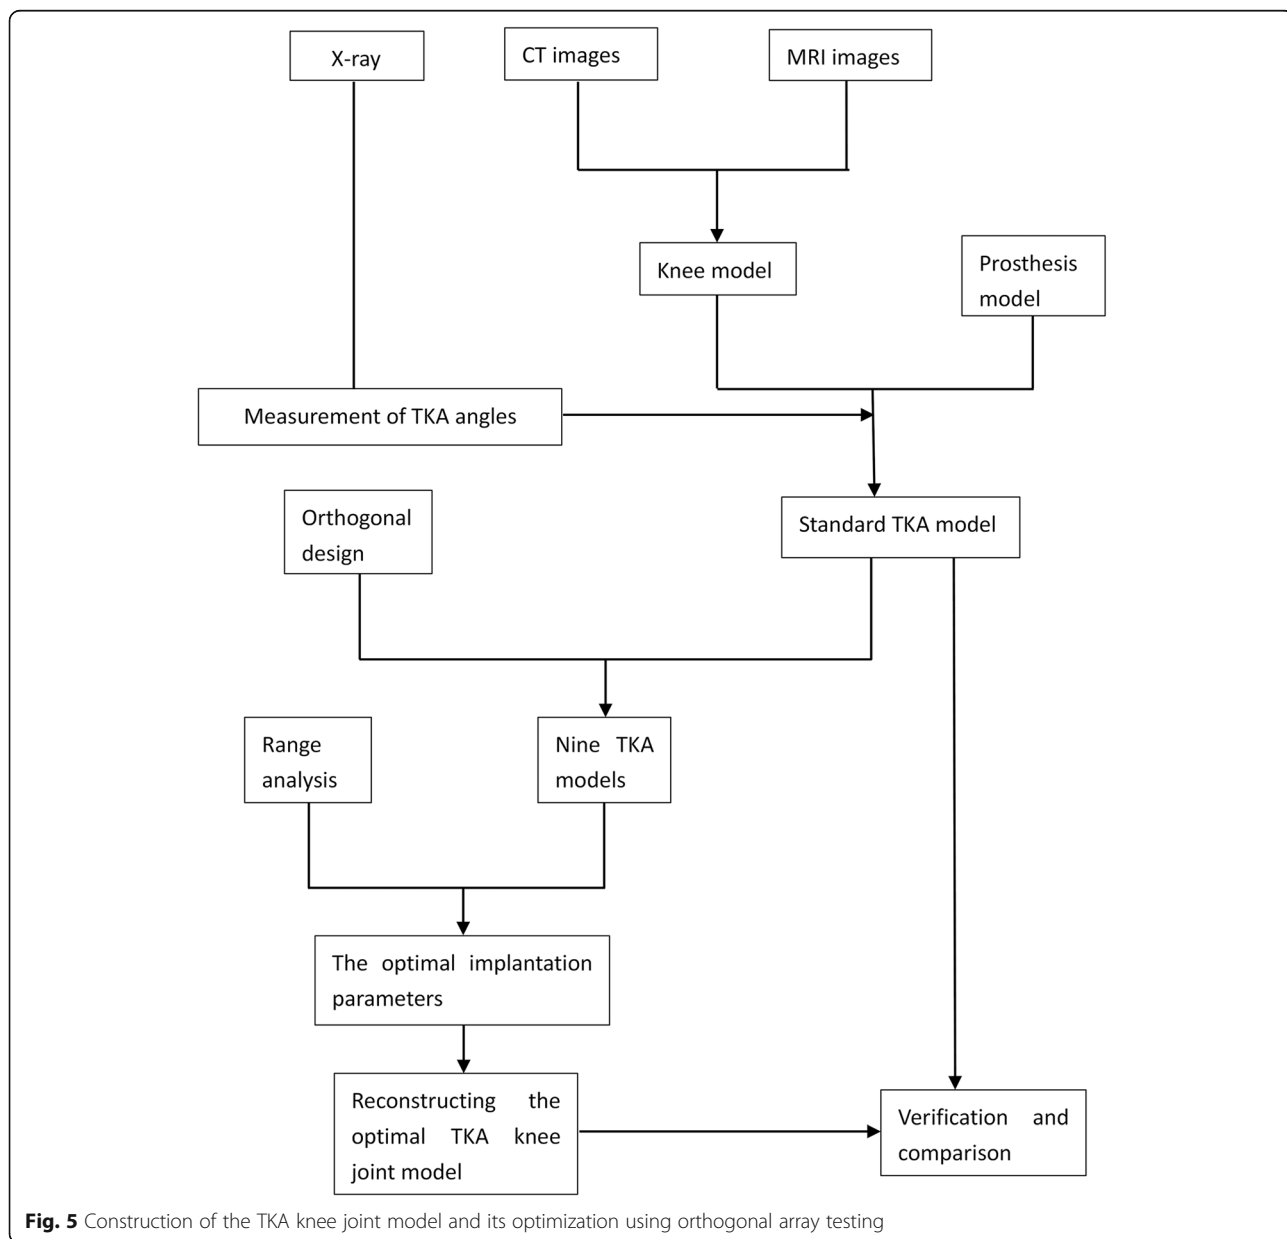 X-ray
CT images
MRI images
Knee model
Prosthesis
model
Measurement of TKA angles
Orthogonal
design
Standard TKA model
Range
analysis
Nine TKA
models
The optimal implantation
parameters
Reconstructing the
optimal TKA knee
joint model
Verification and
comparison
Fig. 5 Construction of the TKA knee joint model and its optimization using orthogonal array testing